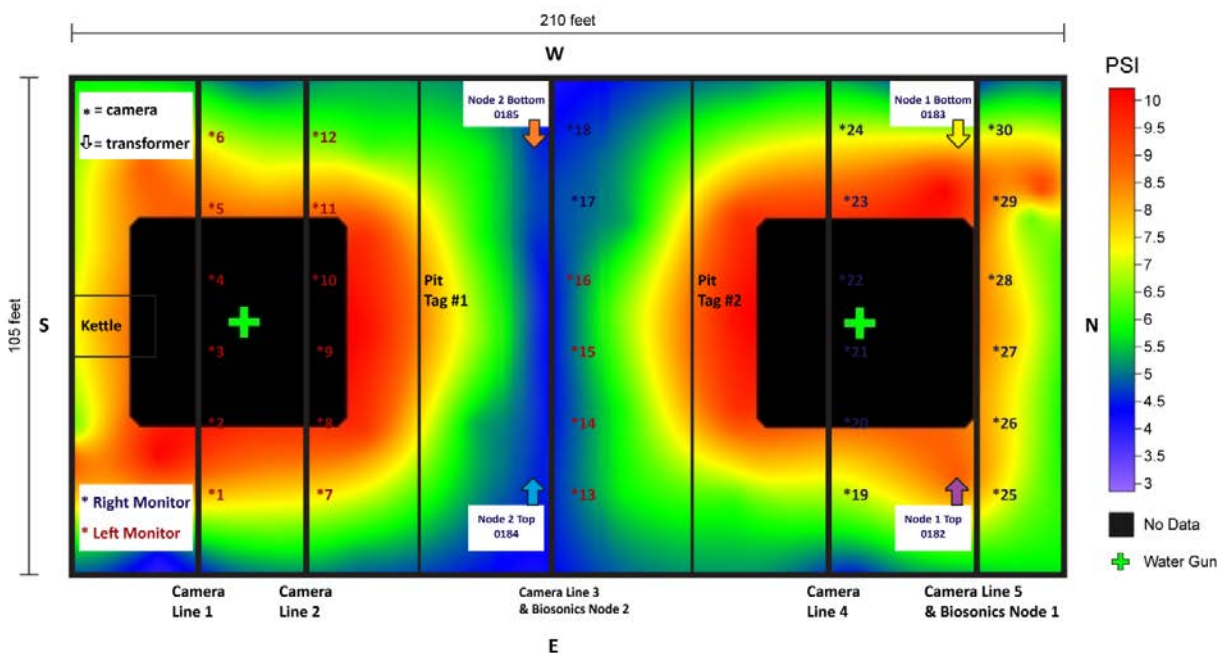 210 feet
W
PSI
* = camera
⇩= transformer
Node 2 Bottom
0185
Node 1 Bottom
0183
*6
*12
*18
*24
*30
*5
*11
*17
*23
*29
*4
*10
*16
*22
*28
Pit
Tag #1
Pit
Tag #2
105 feet
S
Kettle
N
*3
*9
*15
*21
*27
*2
*8
*14
*20
*26
*1
*7
*13
*19
*25
* Right Monitor
* Left Monitor
Node 2 Top
0184
Node 1 Top
0182
10
9.5
9
8.5
8
7.5
7
6.5
6
5.5
5
4.5
4
3.5
3
No Data
Water Gun
Camera
Line 1
Camera
Line 2
Camera Line 3
& Biosonics Node 2
Camera
Line 4
Camera Line 5
& Biosonics Node 1
E